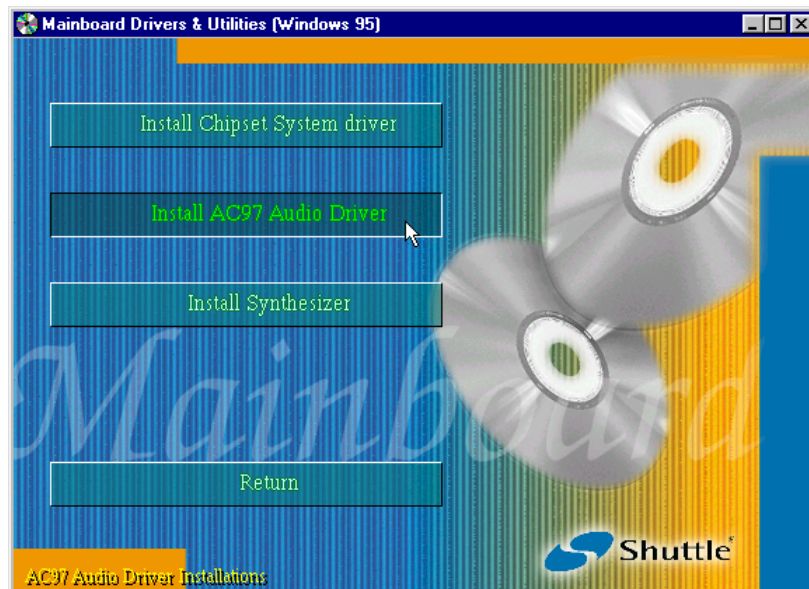 Mainboard Drivers & Utilities (Windows 95)
Install Chipset System driver
Install AC97 Audio Driver
Install Synthesizer
Mainboard
Return
Shuttle
AC97 Audio Driver Installations